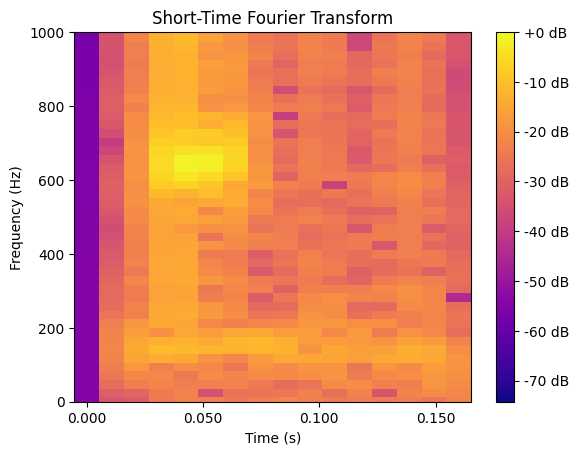 Short-Time Fourier Transform
1000
800
600
400
200
0
Frequency (Hz)
0.000
0.050
0.100
0.150
Time (s)
+0 dB
-10 dB
-20 dB
-30 dB
-40 dB
-50 dB
-60 dB
-70 dB